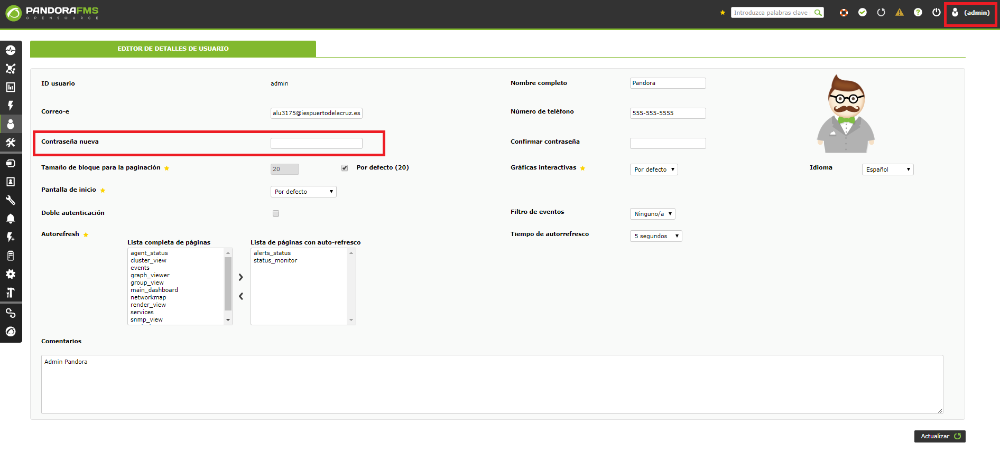 PANDORAFMS
OPENSOURCE
Introduzca palabras clave
(admin)
EDITOR DE DETALLES DE USUARIO
ID usuario
admin
Nombre completo
Pandora
Correo-e
alu3175@iespuertodelacruz.es
Número de teléfono
555-555-5555
Contraseña nueva
Confirmar contraseña
Tamaño de bloque para la paginación
20
Por defecto (20)
Gráficas interactivas
Por defecto
Idioma
Español
Pantalla de inicio
Por defecto
Doble autenticación
Filtro de eventos
Ninguno/a
Autorefresh
Tiempo de autorrefresco
5 segundos
Lista completa de páginas
Lista de páginas con auto-refresco
agent_status
cluster_view
events
graph_viewer
group_view
main_dashboard
networkmap
render_view
services
snmp_view
alerts_status
status_monitor
Comentarios
Admin Pandora
Actualizar